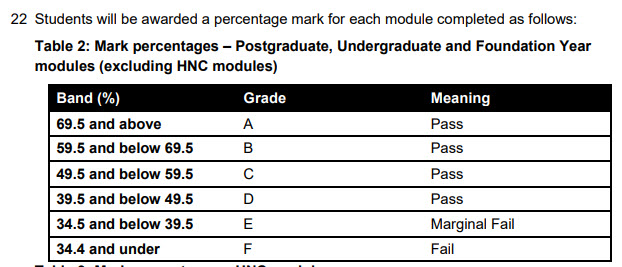 22 Students will be awarded a percentage mark for each module completed as follows:
Table 2: Mark percentages – Postgraduate, Undergraduate and Foundation Year
modules (excluding HNC modules)
Band (%) Grade Meaning
69.5 and above A Pass
59.5 and below 69.5 B Pass
49.5 and below 59.5 C Pass
39.5 and below 49.5 D Pass
34.5 and below 39.5 E Marginal Fail
34.4 and under F Fail